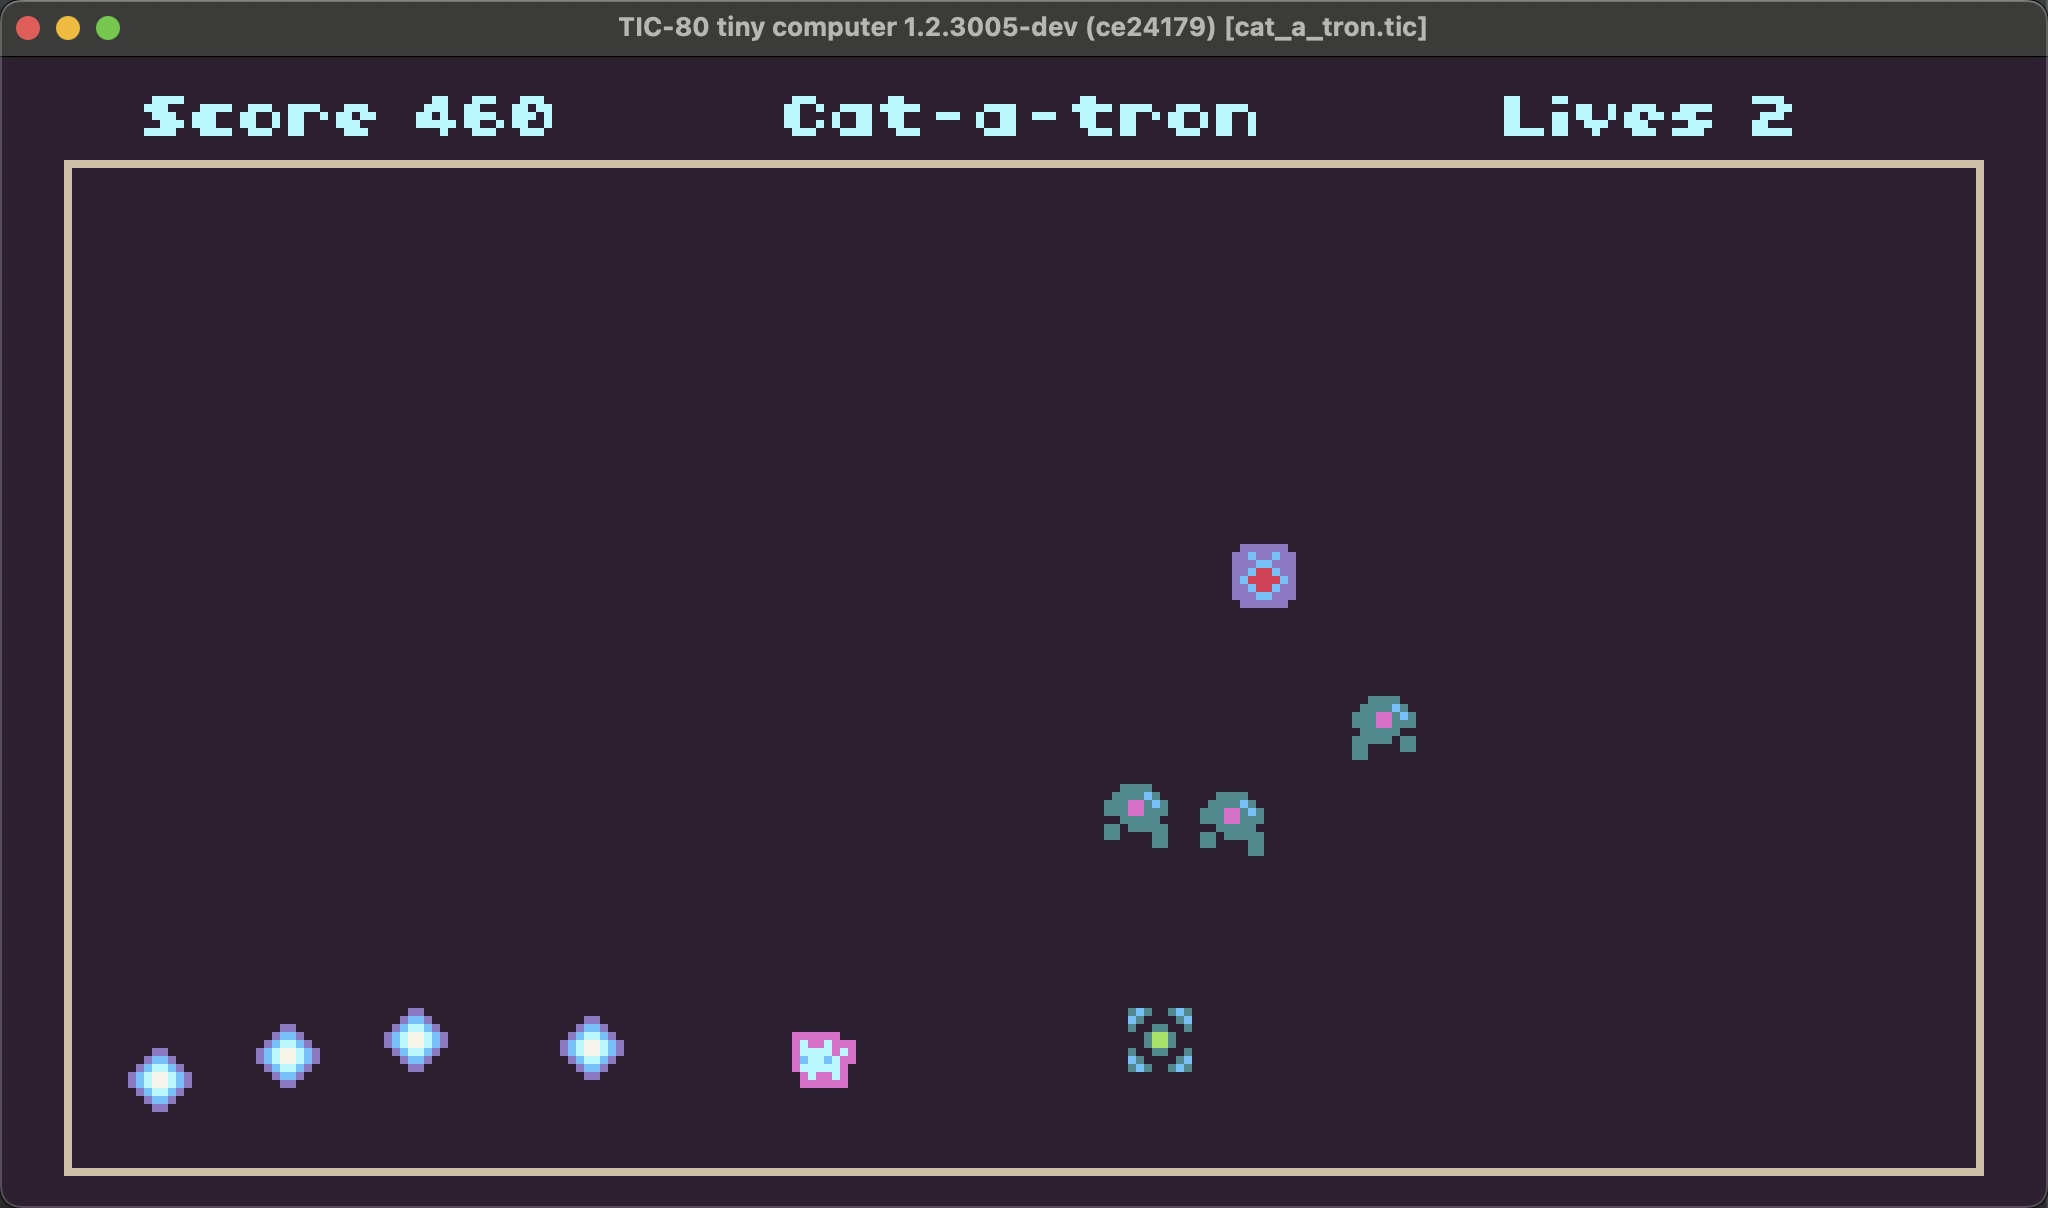 TIC-80 tiny computer 1.2.3005-dev (ce24179) [cat_a_tron.tic]
Score 460 Cat-a-tron Lives 2